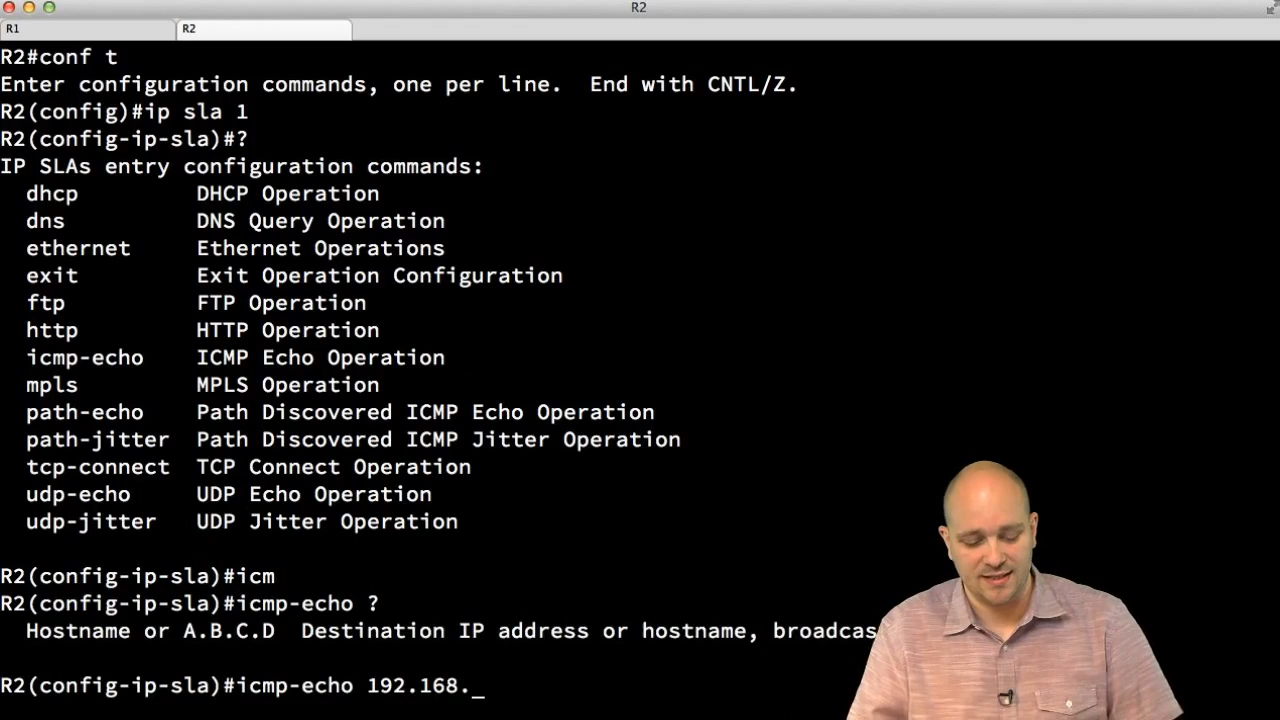 R2
R1
R2
R2#conf t
Enter configuration commands, one per line.  End with CNTL/Z.
R2(config)#ip sla 1
R2(config-ip-sla)#?
IP SLAs entry configuration commands:
dhcp DHCP Operation
dns DNS Query Operation
ethernet Ethernet Operations
exit Exit Operation Configuration
ftp FTP Operation
http HTTP Operation
icmp-echo ICMP Echo Operation
mpls MPLS Operation
path-echo Path Discovered ICMP Echo Operation
path-jitter Path Discovered ICMP Jitter Operation
tcp-connect TCP Connect Operation
udp-echo UDP Echo Operation
udp-jitter UDP Jitter Operation
R2(config-ip-sla)#icm
R2(config-ip-sla)#icmp-echo ?
Hostname or A.B.C.D  Destination IP address or hostname, broadcas
R2(config-ip-sla)#icmp-echo 192.168._